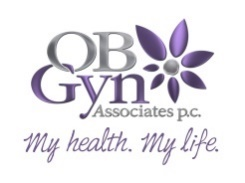 OB
Gyn
Associates p.c.
My health. My life.